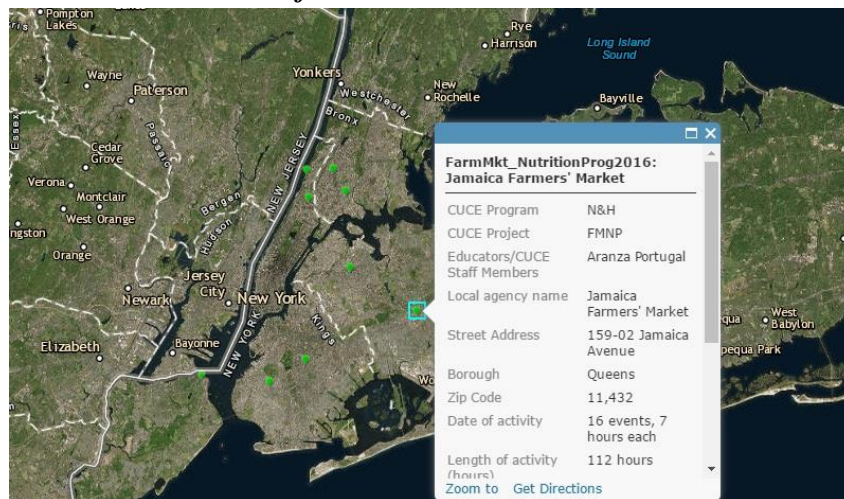 Pompton
Lakes
Rye
Harrison
Long Island
Sound
Wayne
Paterson
Yonkers
Westchester
New
Rochelle
Bayville
Bronx
Essex
Passaic
Cedar
Grove
Verona
Montclair
West Orange
Bergen
Hudson
NEW JERSEY
ngston
Orange
Jersey
City
New York
Newark
NEW YORK
Kings
Elizabeth
Bayonne
West
Babylon
equa Park
FarmMkt_NutritionProg2016:
Jamaica Farmers' Market
CUCE Program N&H
CUCE Project FMNP
Educators/CUCE Aranza Portugal
Staff Members
Local agency name Jamaica
Farmers' Market
Street Address 159-02 Jamaica
Avenue
Borough Queens
Zip Code 11,432
Date of activity 16 events, 7
hours each
Length of activity 112 hours
(hours)
Zoom to Get Directions